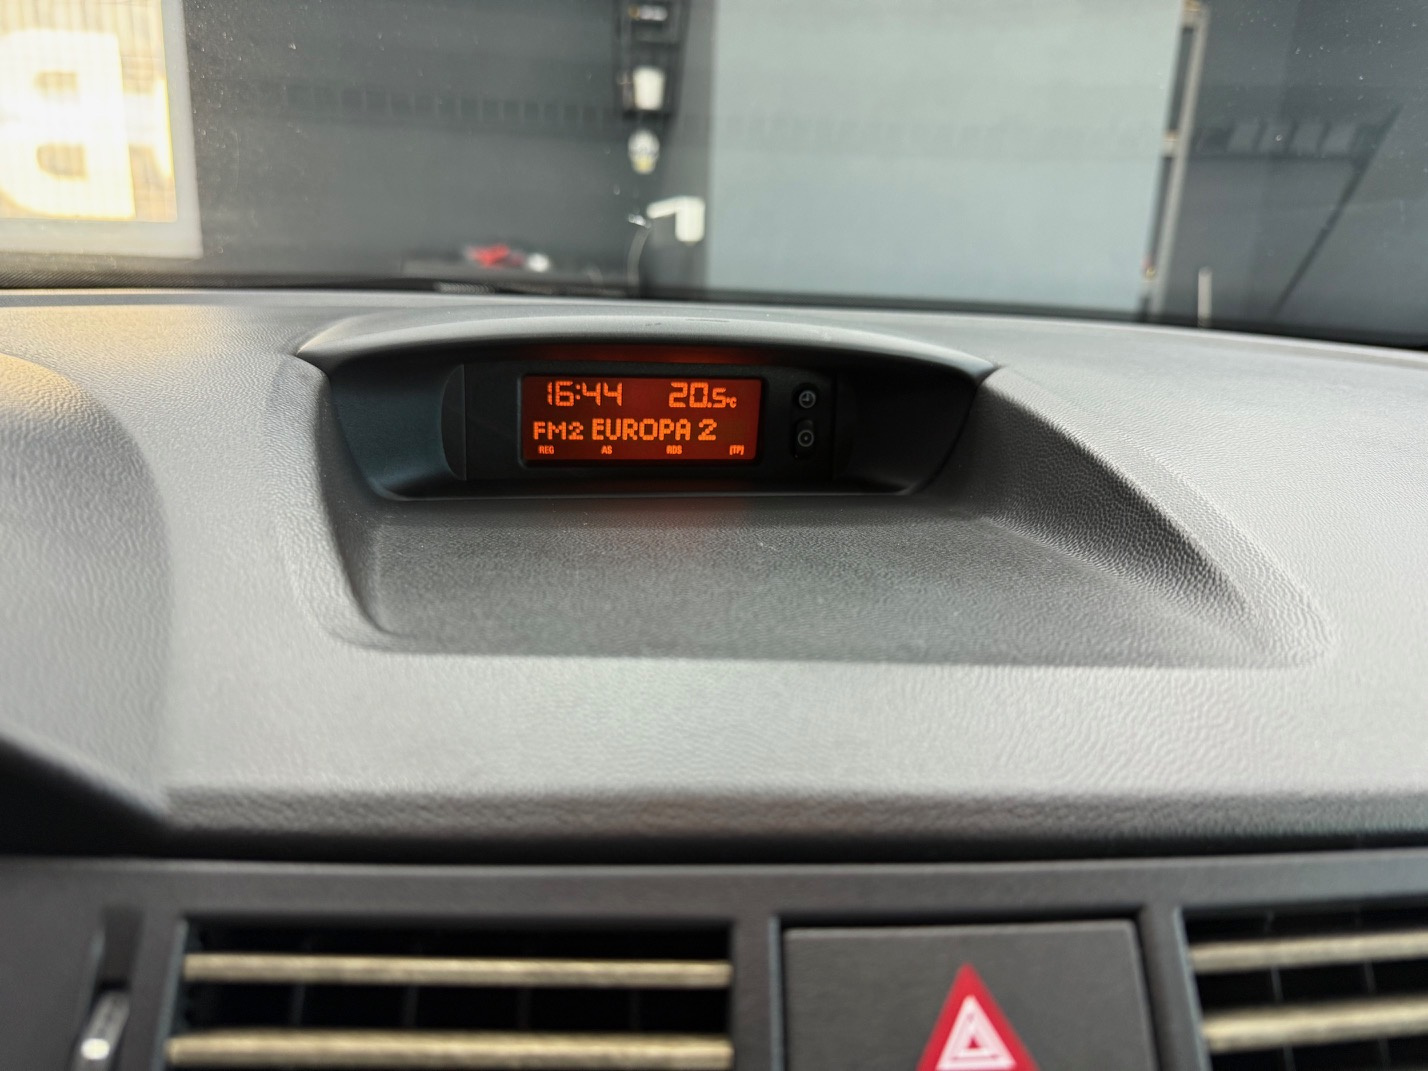 16:44 20.5°C
FM2 EUROPA 2
REG AS RDS (TP)